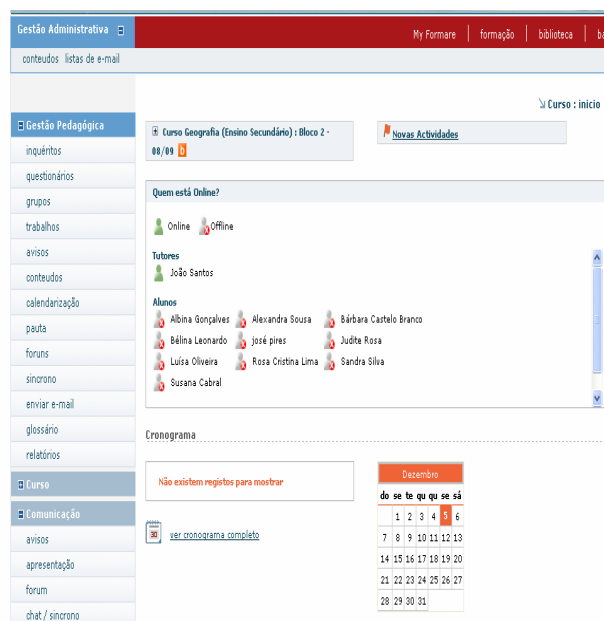 Gestão Administrativa
My Formare formação biblioteca ba
conteudos listas de e-mail
Curso : inicio
Gestão Pedagógica
inquéritos
questionários
grupos
trabalhos
avisos
conteudos
calendarização
pauta
foruns
sincrono
enviar e-mail
glossário
relatórios
Curso
Comunicação
avisos
apresentação
forum
chat / sincrono
Curso Geografia (Ensino Secundário) : Bloco 2 -
08/09 b
Novas Actividades
Quem está Online?
Online Offline
Tutores
João Santos
Alunos
Albina Gonçalves Alexandra Sousa Bárbara Castelo Branco
Bélina Leonardo josé pires Judite Rosa
Luísa Oliveira Rosa Cristina Lima Sandra Silva
Susana Cabral
Cronograma
Não existem registos para mostrar
30 ver cronograma completo
Dezembro
do se te qu qu se sá
1 2 3 4 5 6
7 8 9 10 11 12 13
14 15 16 17 18 19 20
21 22 23 24 25 26 27
28 29 30 31